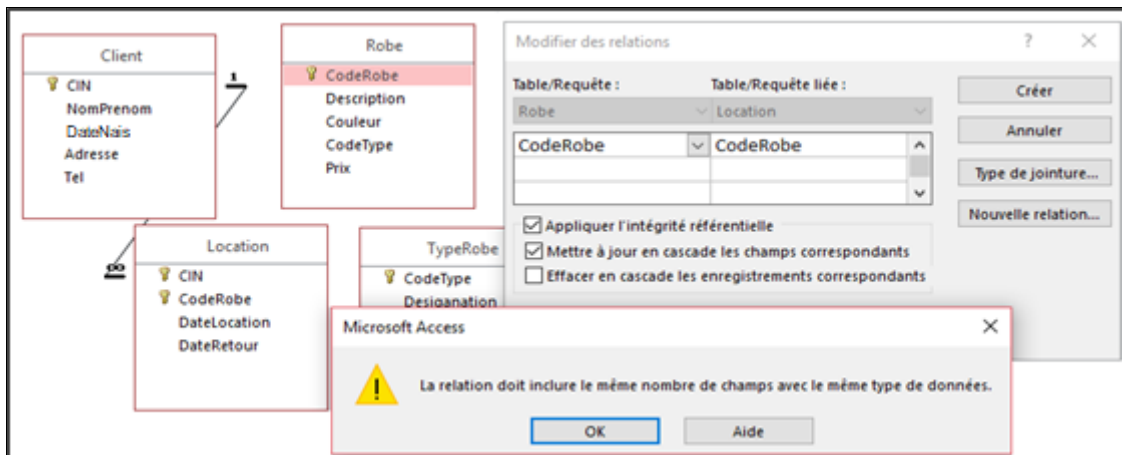 Client
CIN
NomPrenom
DateNais
Adresse
Tel
1
∞
Robe
CodeRobe
Description
Couleur
CodeType
Prix
Location
CIN
CodeRobe
DateLocation
DateRetour
TypeRobe
CodeType
Desiganation
Modifier des relations
? ×
Table/Requête : Table/Requête liée :
Robe Location
CodeRobe CodeRobe
Appliquer l'intégrité référentielle
Mettre à jour en cascade les champs correspondants
Effacer en cascade les enregistrements correspondants
Créer
Annuler
Type de jointure...
Nouvelle relation...
Microsoft Access
La relation doit inclure le même nombre de champs avec le même type de données.
OK Aide